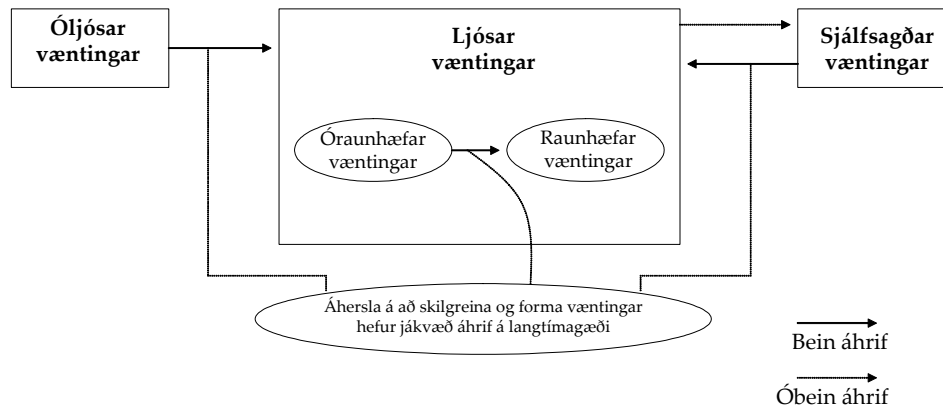 Óljósar
væntingar
Ljósar
væntingar
Sjálfsagðar
væntingar
Óraunhæfar
væntingar
Raunhæfar
væntingar
Áhersla á að skilgreina og forma væntingar
hefur jákvæð áhrif á langtímagæði
Bein áhrif
Óbein áhrif